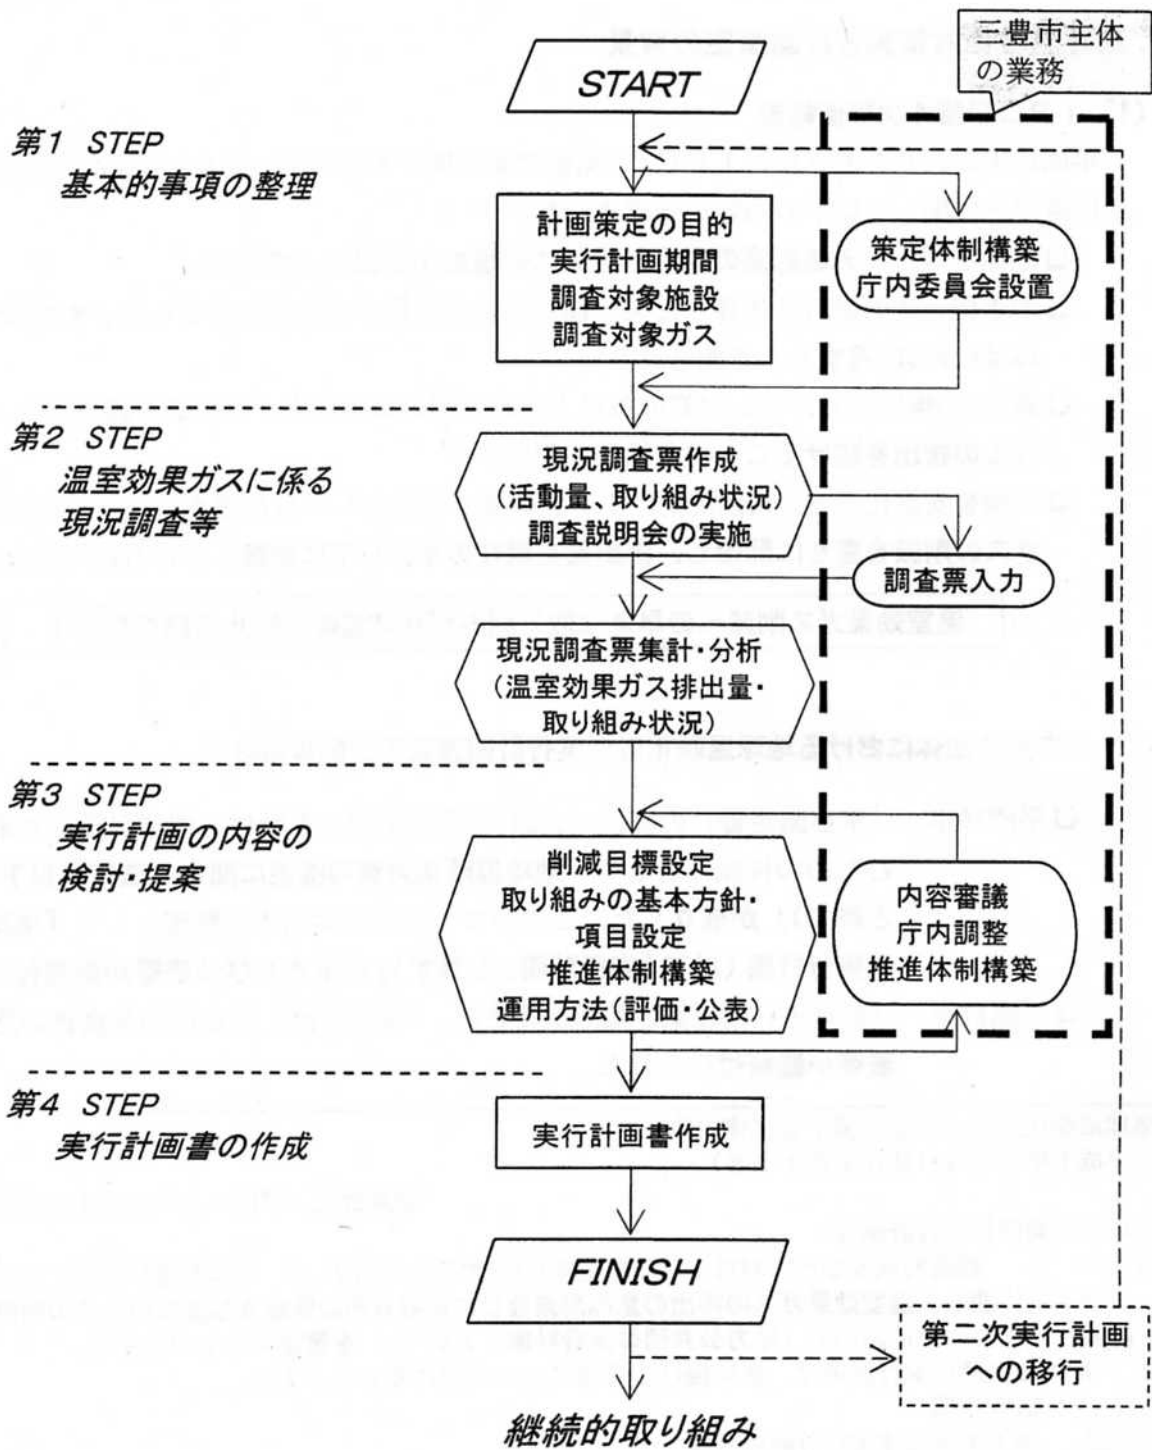 三豊市主体
の業務
START
第1 STEP
基本的事項の整理
計画策定の目的
実行計画期間
調査対象施設
調査対象ガス
策定体制構築
庁内委員会設置
第2 STEP
温室効果ガスに係る
現況調査等
現況調査票作成
(活動量、取り組み状況)
調査説明会の実施
調査票入力
現況調査票集計・分析
(温室効果ガス排出量・
取り組み状況)
第3 STEP
実行計画の内容の
検討・提案
削減目標設定
取り組みの基本方針・
項目設定
推進体制構築
運用方法(評価・公表)
内容審議
庁内調整
推進体制構築
第4 STEP
実行計画書の作成
実行計画書作成
FINISH
第二次実行計画
への移行
継続的取り組み